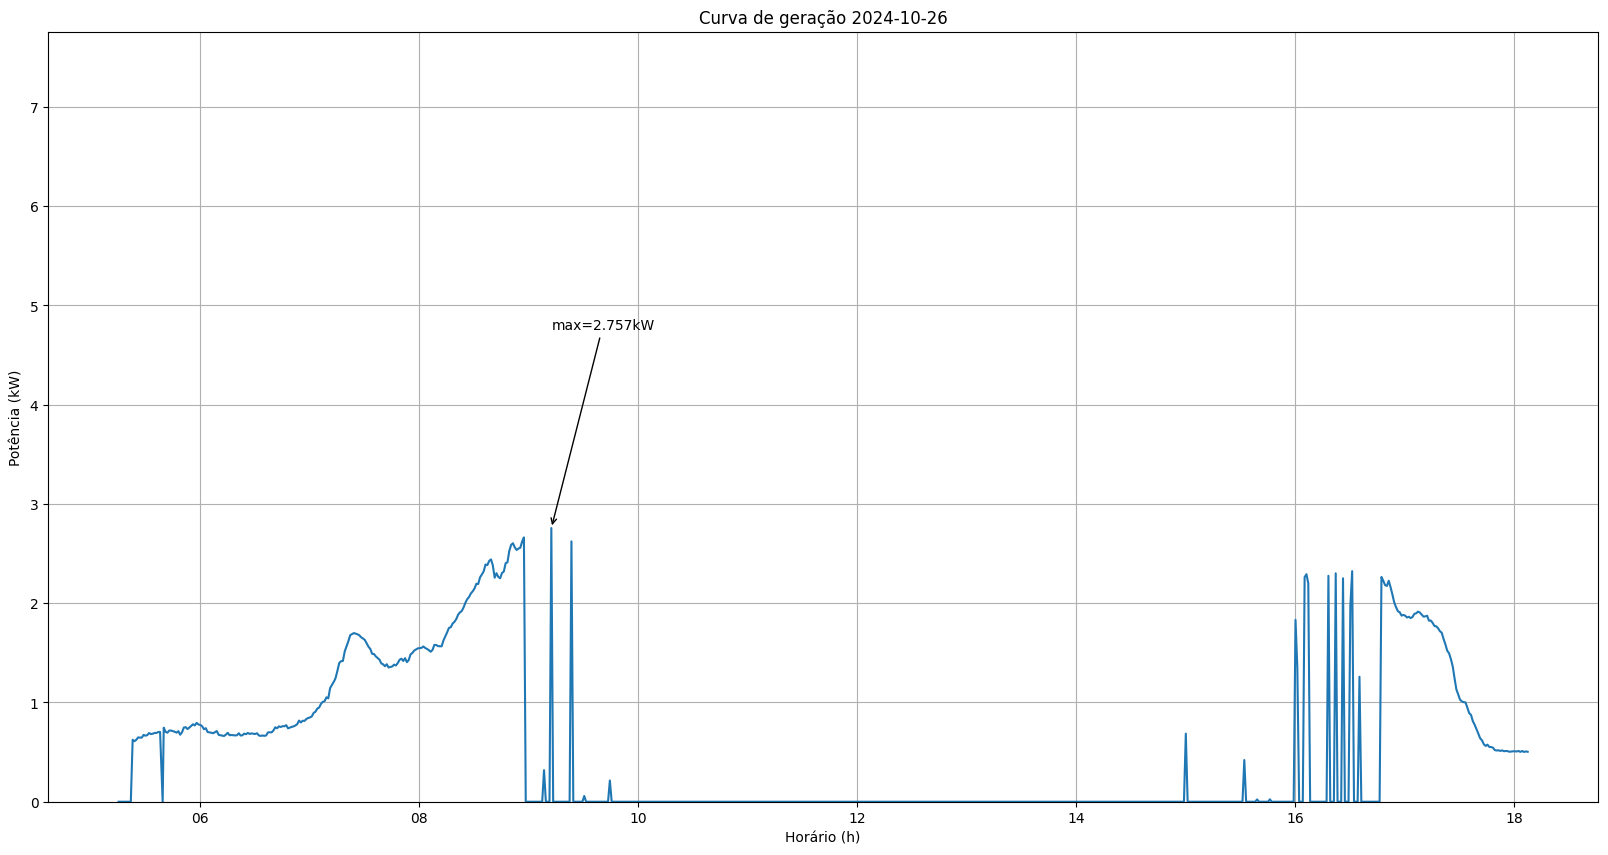 Curva de geração 2024-10-26
7
6
5
max=2.757kW
4
Potência (kW)
3
2
1
0
06 08 10 12 14 16 18
Horário (h)